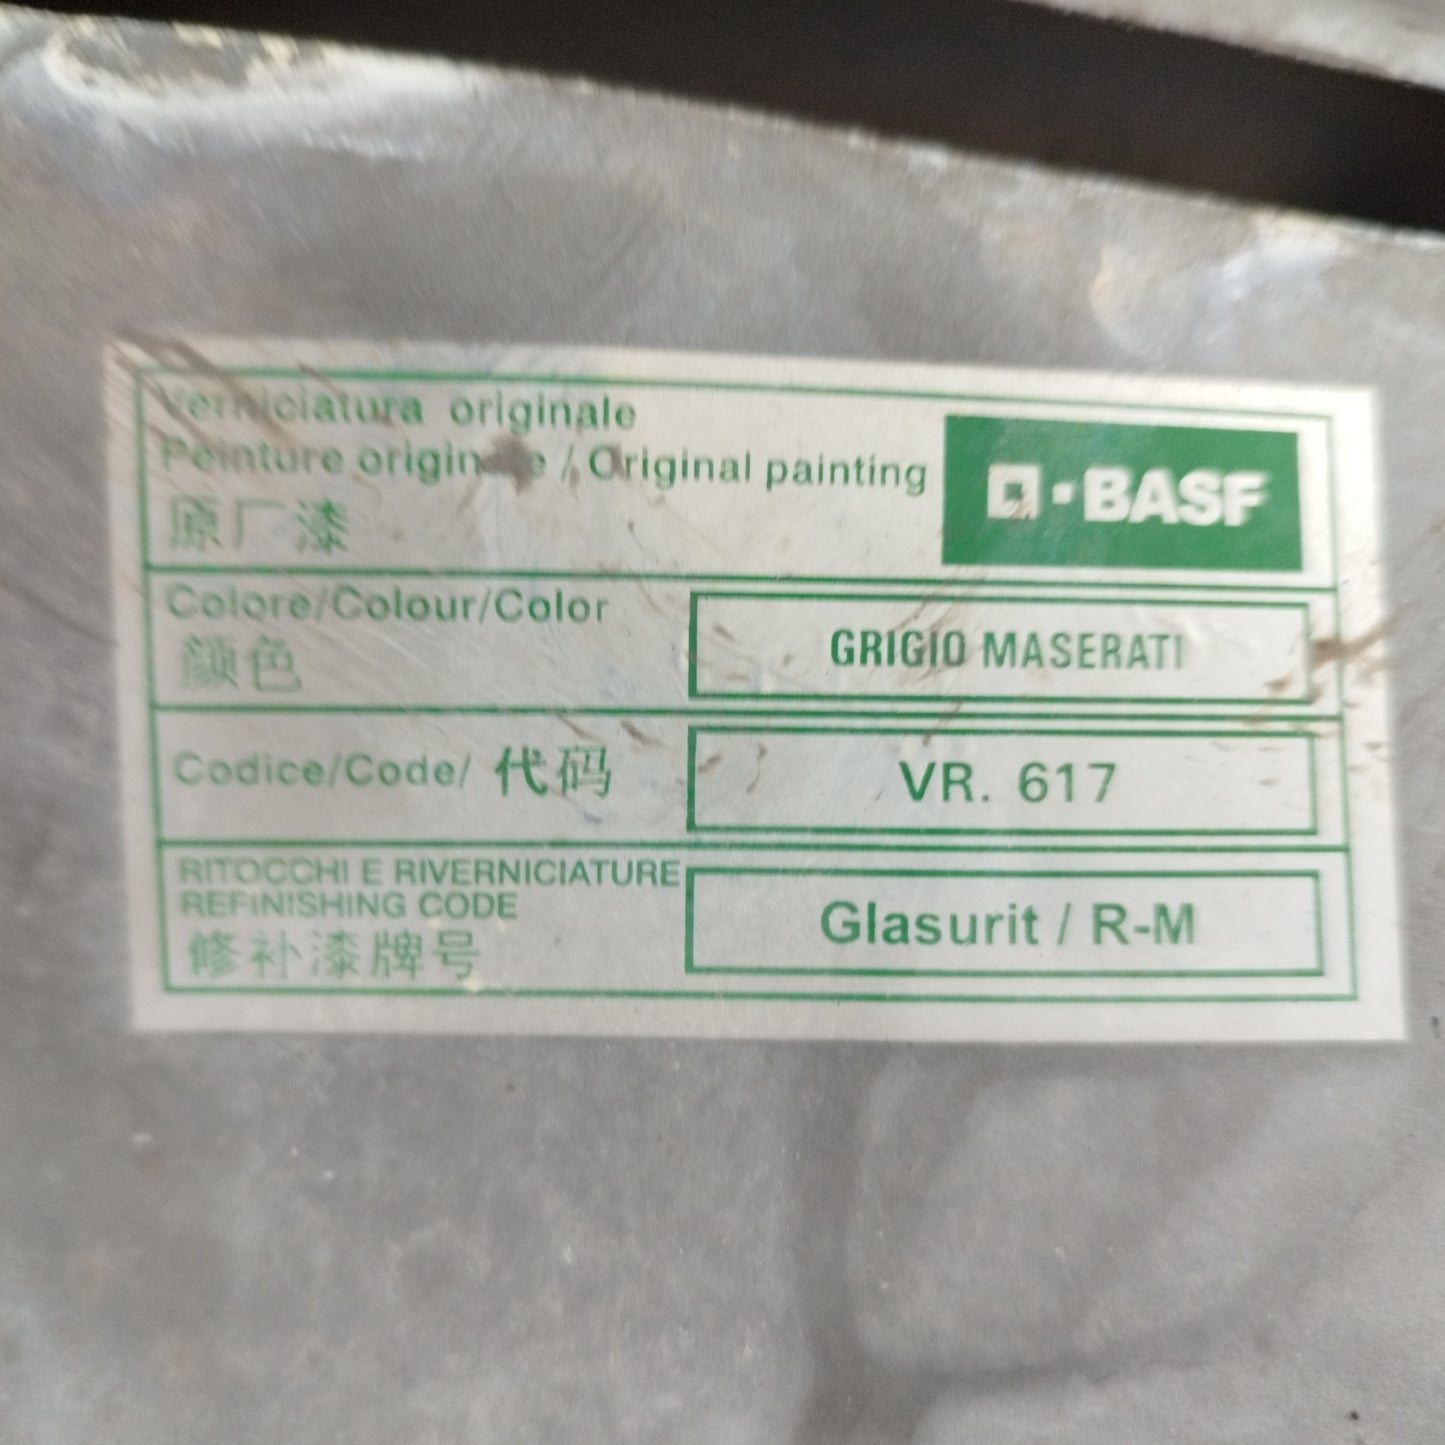 Verniciatura originale
Peinture originale / Original painting
原厂漆
BASF
Colore/Colour/Color
颜色
GRIGIO MASERATI
Codice/Code/ 代码
VR. 617
RITOCCHI E RIVERNICIATURE
REFINISHING CODE
修补漆牌号
Glasurit / R-M